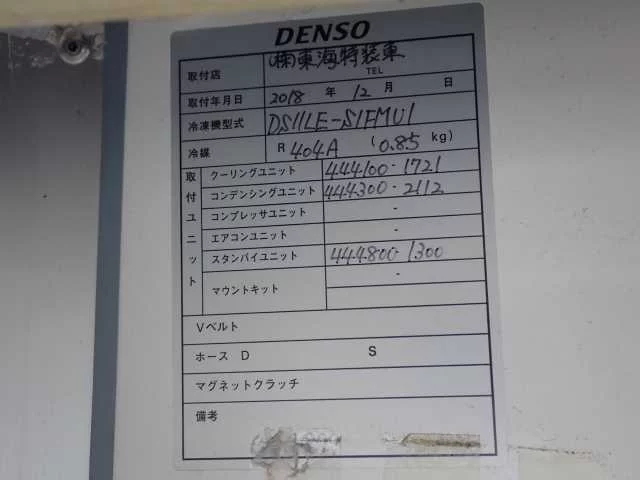 DENSO
取付店 ㈱東海特装車
TEL
取付年月日 2018 年 12 月 日
冷凍機型式 DS11LE-S1FMU1
冷媒 R 404A (0.85 kg)
取付ユニット
クーリングユニット 444100-1721
コンデンシングユニット 444300-2112
コンプレッサユニット -
エアコンユニット -
スタンバイユニット 444800-1300
マウントキット -
Vベルト
ホース D S
マグネットクラッチ
備考